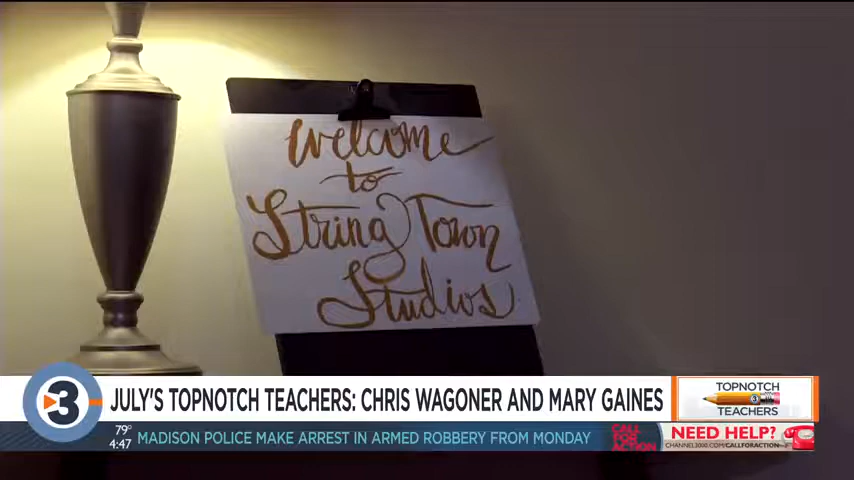 Welcome
to
String Town
Studios
3
JULY'S TOPNOTCH TEACHERS: CHRIS WAGONER AND MARY GAINES
TOPNOTCH
3
TEACHERS
79°
4:47
MADISON POLICE MAKE ARREST IN ARMED ROBBERY FROM MONDAY
CALL
FOR
ACTION
NEED HELP?
CHANNEL3000.COM/CALLFORACTION